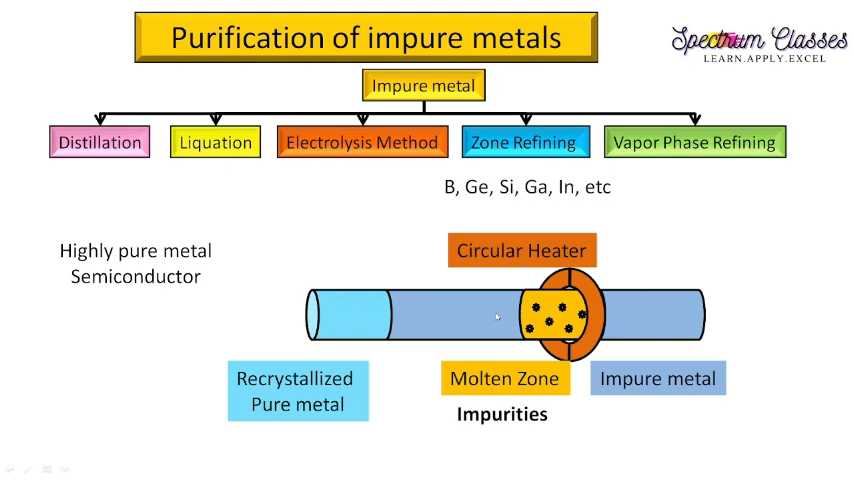 Purification of impure metals
Spectrum Classes
LEARN.APPLY.EXCEL
Impure metal
Distillation
Liquation
Electrolysis Method
Zone Refining
Vapor Phase Refining
B, Ge, Si, Ga, In, etc
Highly pure metal
Semiconductor
Circular Heater
Recrystallized
Pure metal
Molten Zone
Impure metal
Impurities